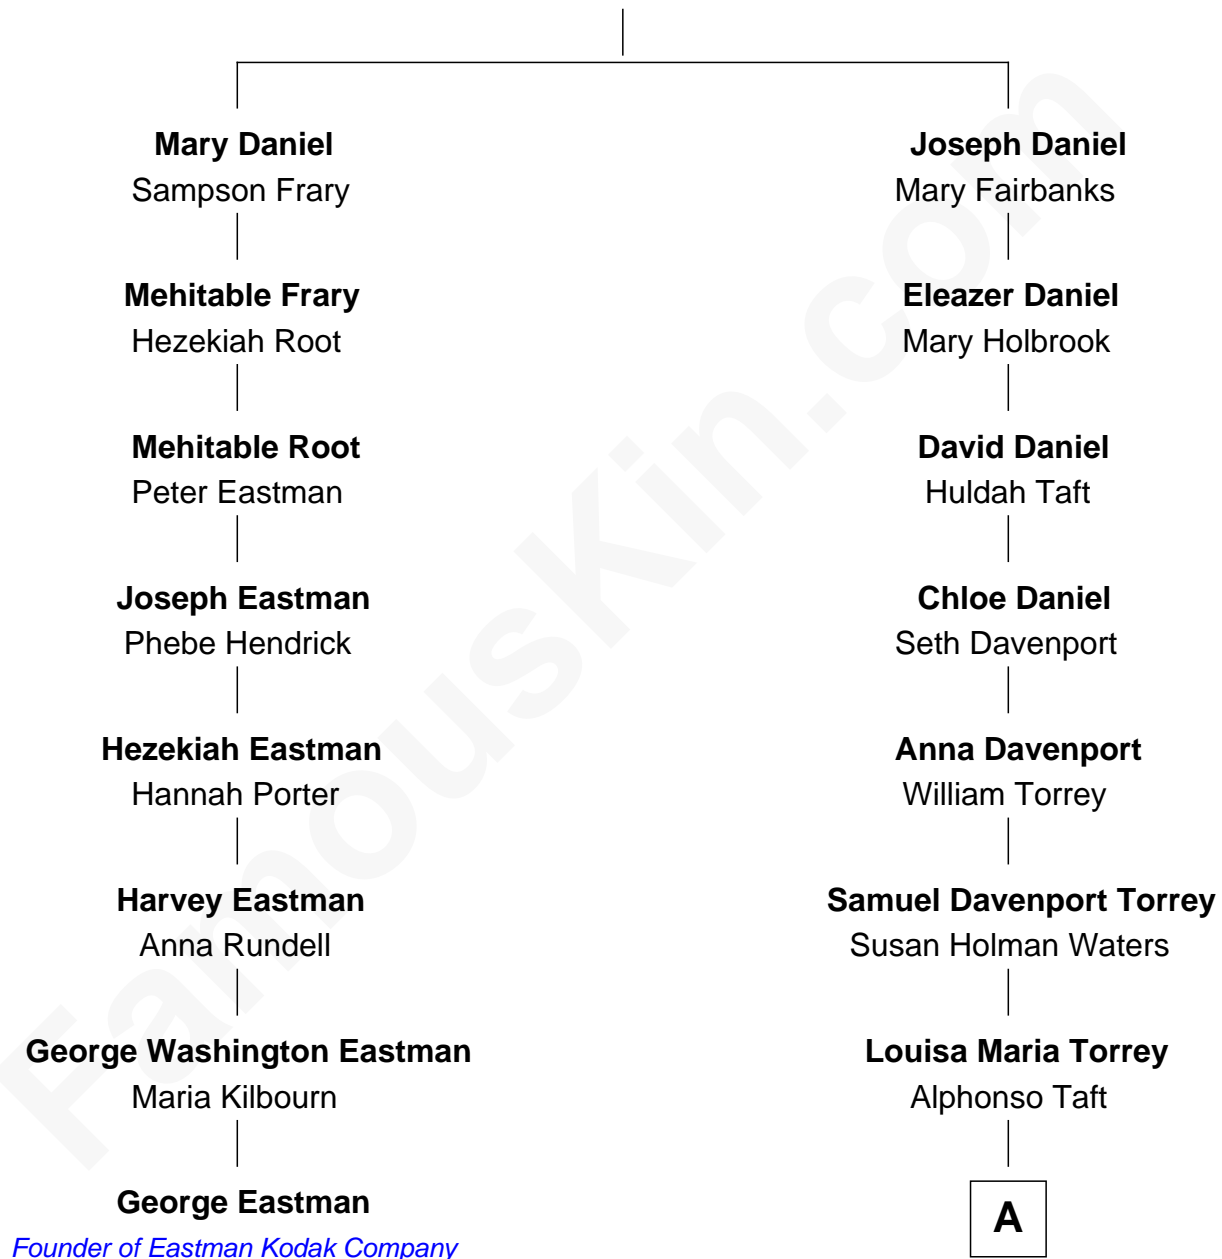 Mary Daniel
Sampson Frary
Mehitable Frary
Hezekiah Root
Mehitable Root
Peter Eastman
Joseph Eastman
Phebe Hendrick
Hezekiah Eastman
Hannah Porter
Harvey Eastman
Anna Rundell
George Washington Eastman
Maria Kilbourn
George Eastman
Founder of Eastman Kodak Company
Joseph Daniel
Mary Fairbanks
Eleazer Daniel
Mary Holbrook
David Daniel
Huldah Taft
Chloe Daniel
Seth Davenport
Anna Davenport
William Torrey
Samuel Davenport Torrey
Susan Holman Waters
Louisa Maria Torrey
Alphonso Taft
A
FamousKin.com